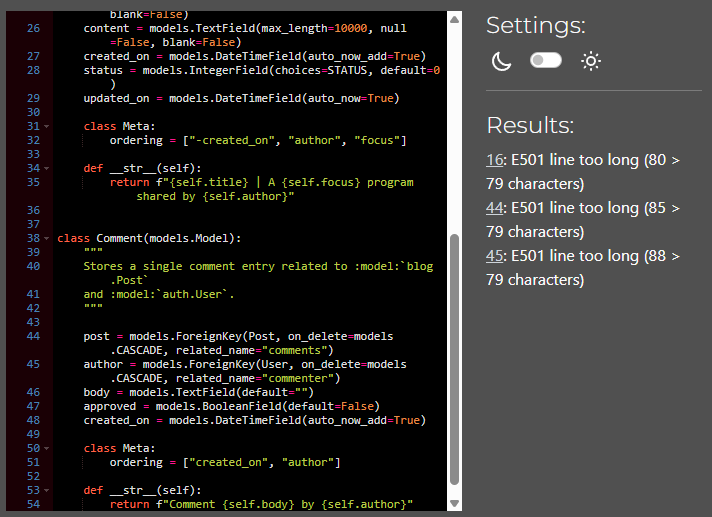 blank=False)
26 content = models.TextField(max_length=10000, null
=False, blank=False)
27 created_on = models.DateTimeField(auto_now_add=True)
28 status = models.IntegerField(choices=STATUS, default=0
)
29 updated_on = models.DateTimeField(auto_now=True)
30
31 class Meta:
32 ordering = ["-created_on", "author", "focus"]
33
34 def __str__(self):
35 return f"{self.title} | A {self.focus} program
shared by {self.author}"
36
37
38 class Comment(models.Model):
39 """
40 Stores a single comment entry related to :model:`blog
.Post`
41 and :model:`auth.User`.
42 """
43
44 post = models.ForeignKey(Post, on_delete=models
.CASCADE, related_name="comments")
45 author = models.ForeignKey(User, on_delete=models
.CASCADE, related_name="commenter")
46 body = models.TextField(default="")
47 approved = models.BooleanField(default=False)
48 created_on = models.DateTimeField(auto_now_add=True)
49
50 class Meta:
51 ordering = ["created_on", "author"]
52
53 def __str__(self):
54 return f"Comment {self.body} by {self.author}"
Settings:
Results:
16: E501 line too long (80 >
79 characters)
44: E501 line too long (85 >
79 characters)
45: E501 line too long (88 >
79 characters)